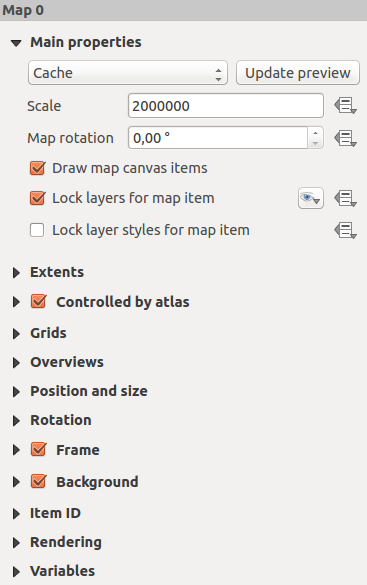 Map 0
Main properties
Cache Update preview
Scale 2000000
Map rotation 0,00 °
Draw map canvas items
Lock layers for map item
Lock layer styles for map item
Extents
Controlled by atlas
Grids
Overviews
Position and size
Rotation
Frame
Background
Item ID
Rendering
Variables